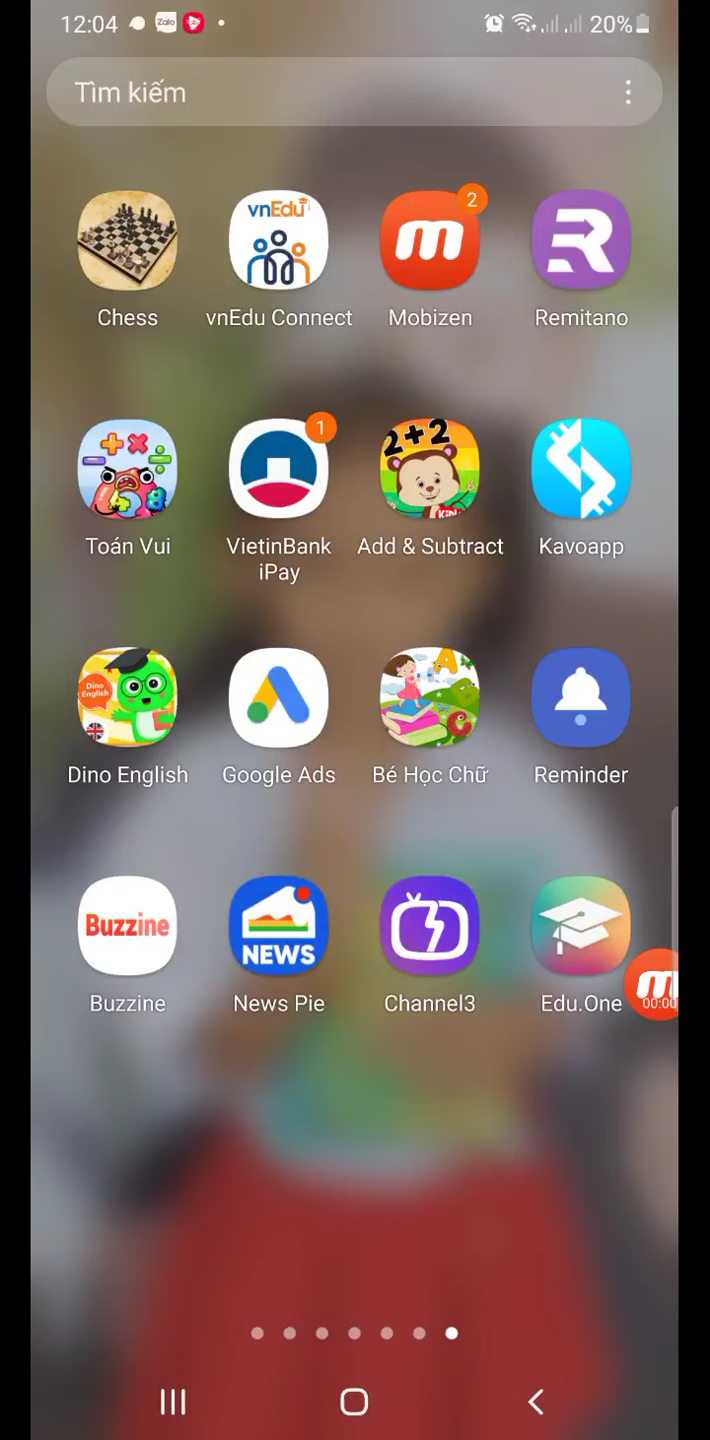 12:04
Zalo
20%
Tìm kiếm
2
vnEdu
m
R
Chess
vnEdu Connect
Mobizen
Remitano
1
2+2
Toán Vui
VietinBank
iPay
Add & Subtract
Kavoapp
Dino
English
A
Dino English
Google Ads
Bé Học Chữ
Reminder
Buzzine
NEWS
Buzzine
News Pie
Channel3
Edu.One
m
00:00